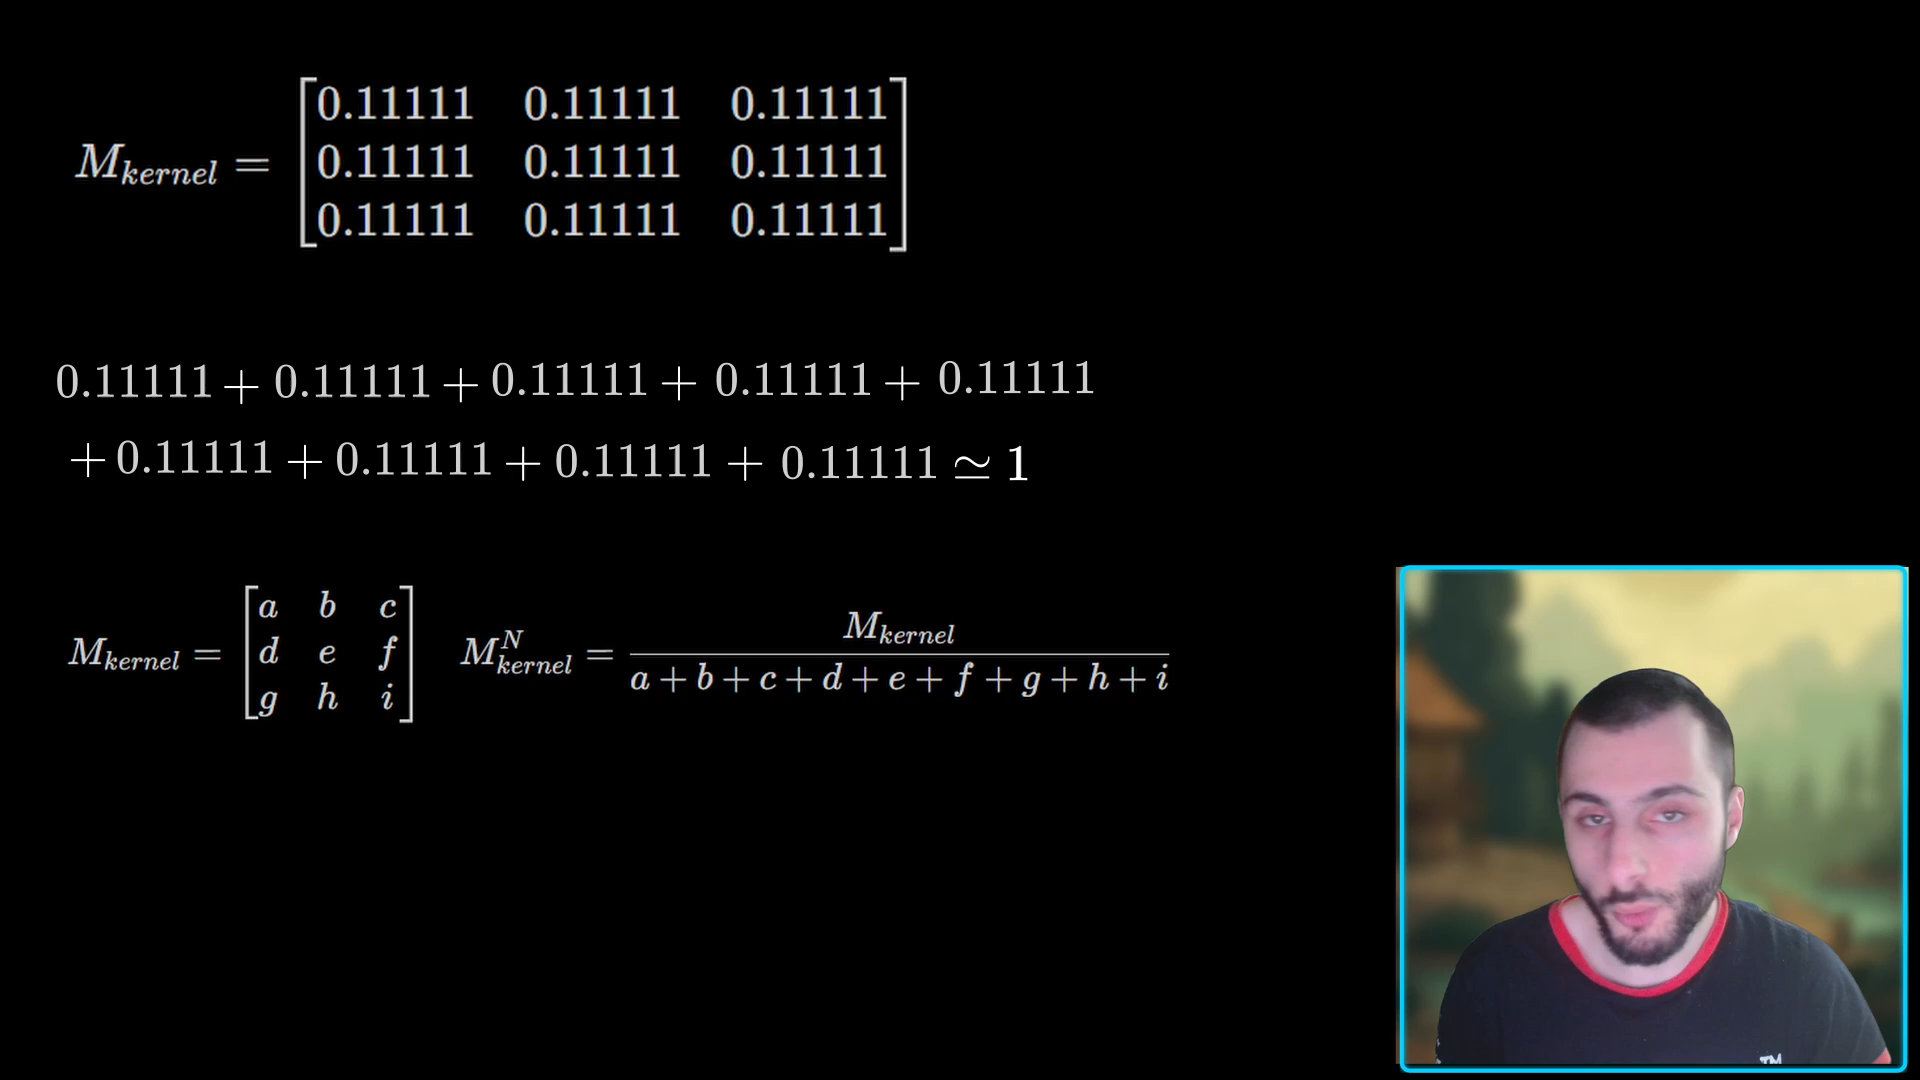 M_kernel = [0.11111 0.11111 0.11111
0.11111 0.11111 0.11111
0.11111 0.11111 0.11111]
0.11111 + 0.11111 + 0.11111 + 0.11111 + 0.11111
+ 0.11111 + 0.11111 + 0.11111 + 0.11111 ≃ 1
M_kernel = [a b c
d e f
g h i]
M^N_kernel = M_kernel
a + b + c + d + e + f + g + h + i
TM